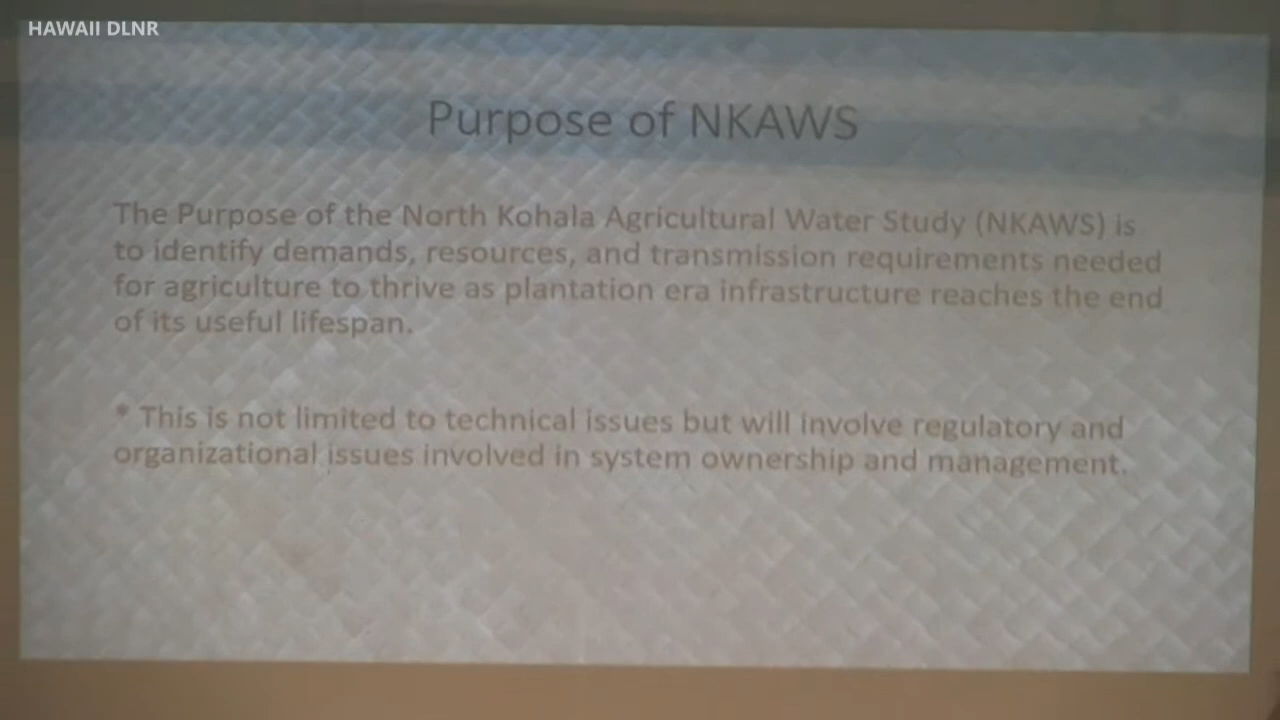 HAWAII DLNR
Purpose of NKAWS
The Purpose of the North Kohala Agricultural Water Study (NKAWS) is
to identify demands, resources, and transmission requirements needed
for agriculture to thrive as plantation era infrastructure reaches the end
of its useful lifespan.
* This is not limited to technical issues but will involve regulatory and
organizational issues involved in system ownership and management.